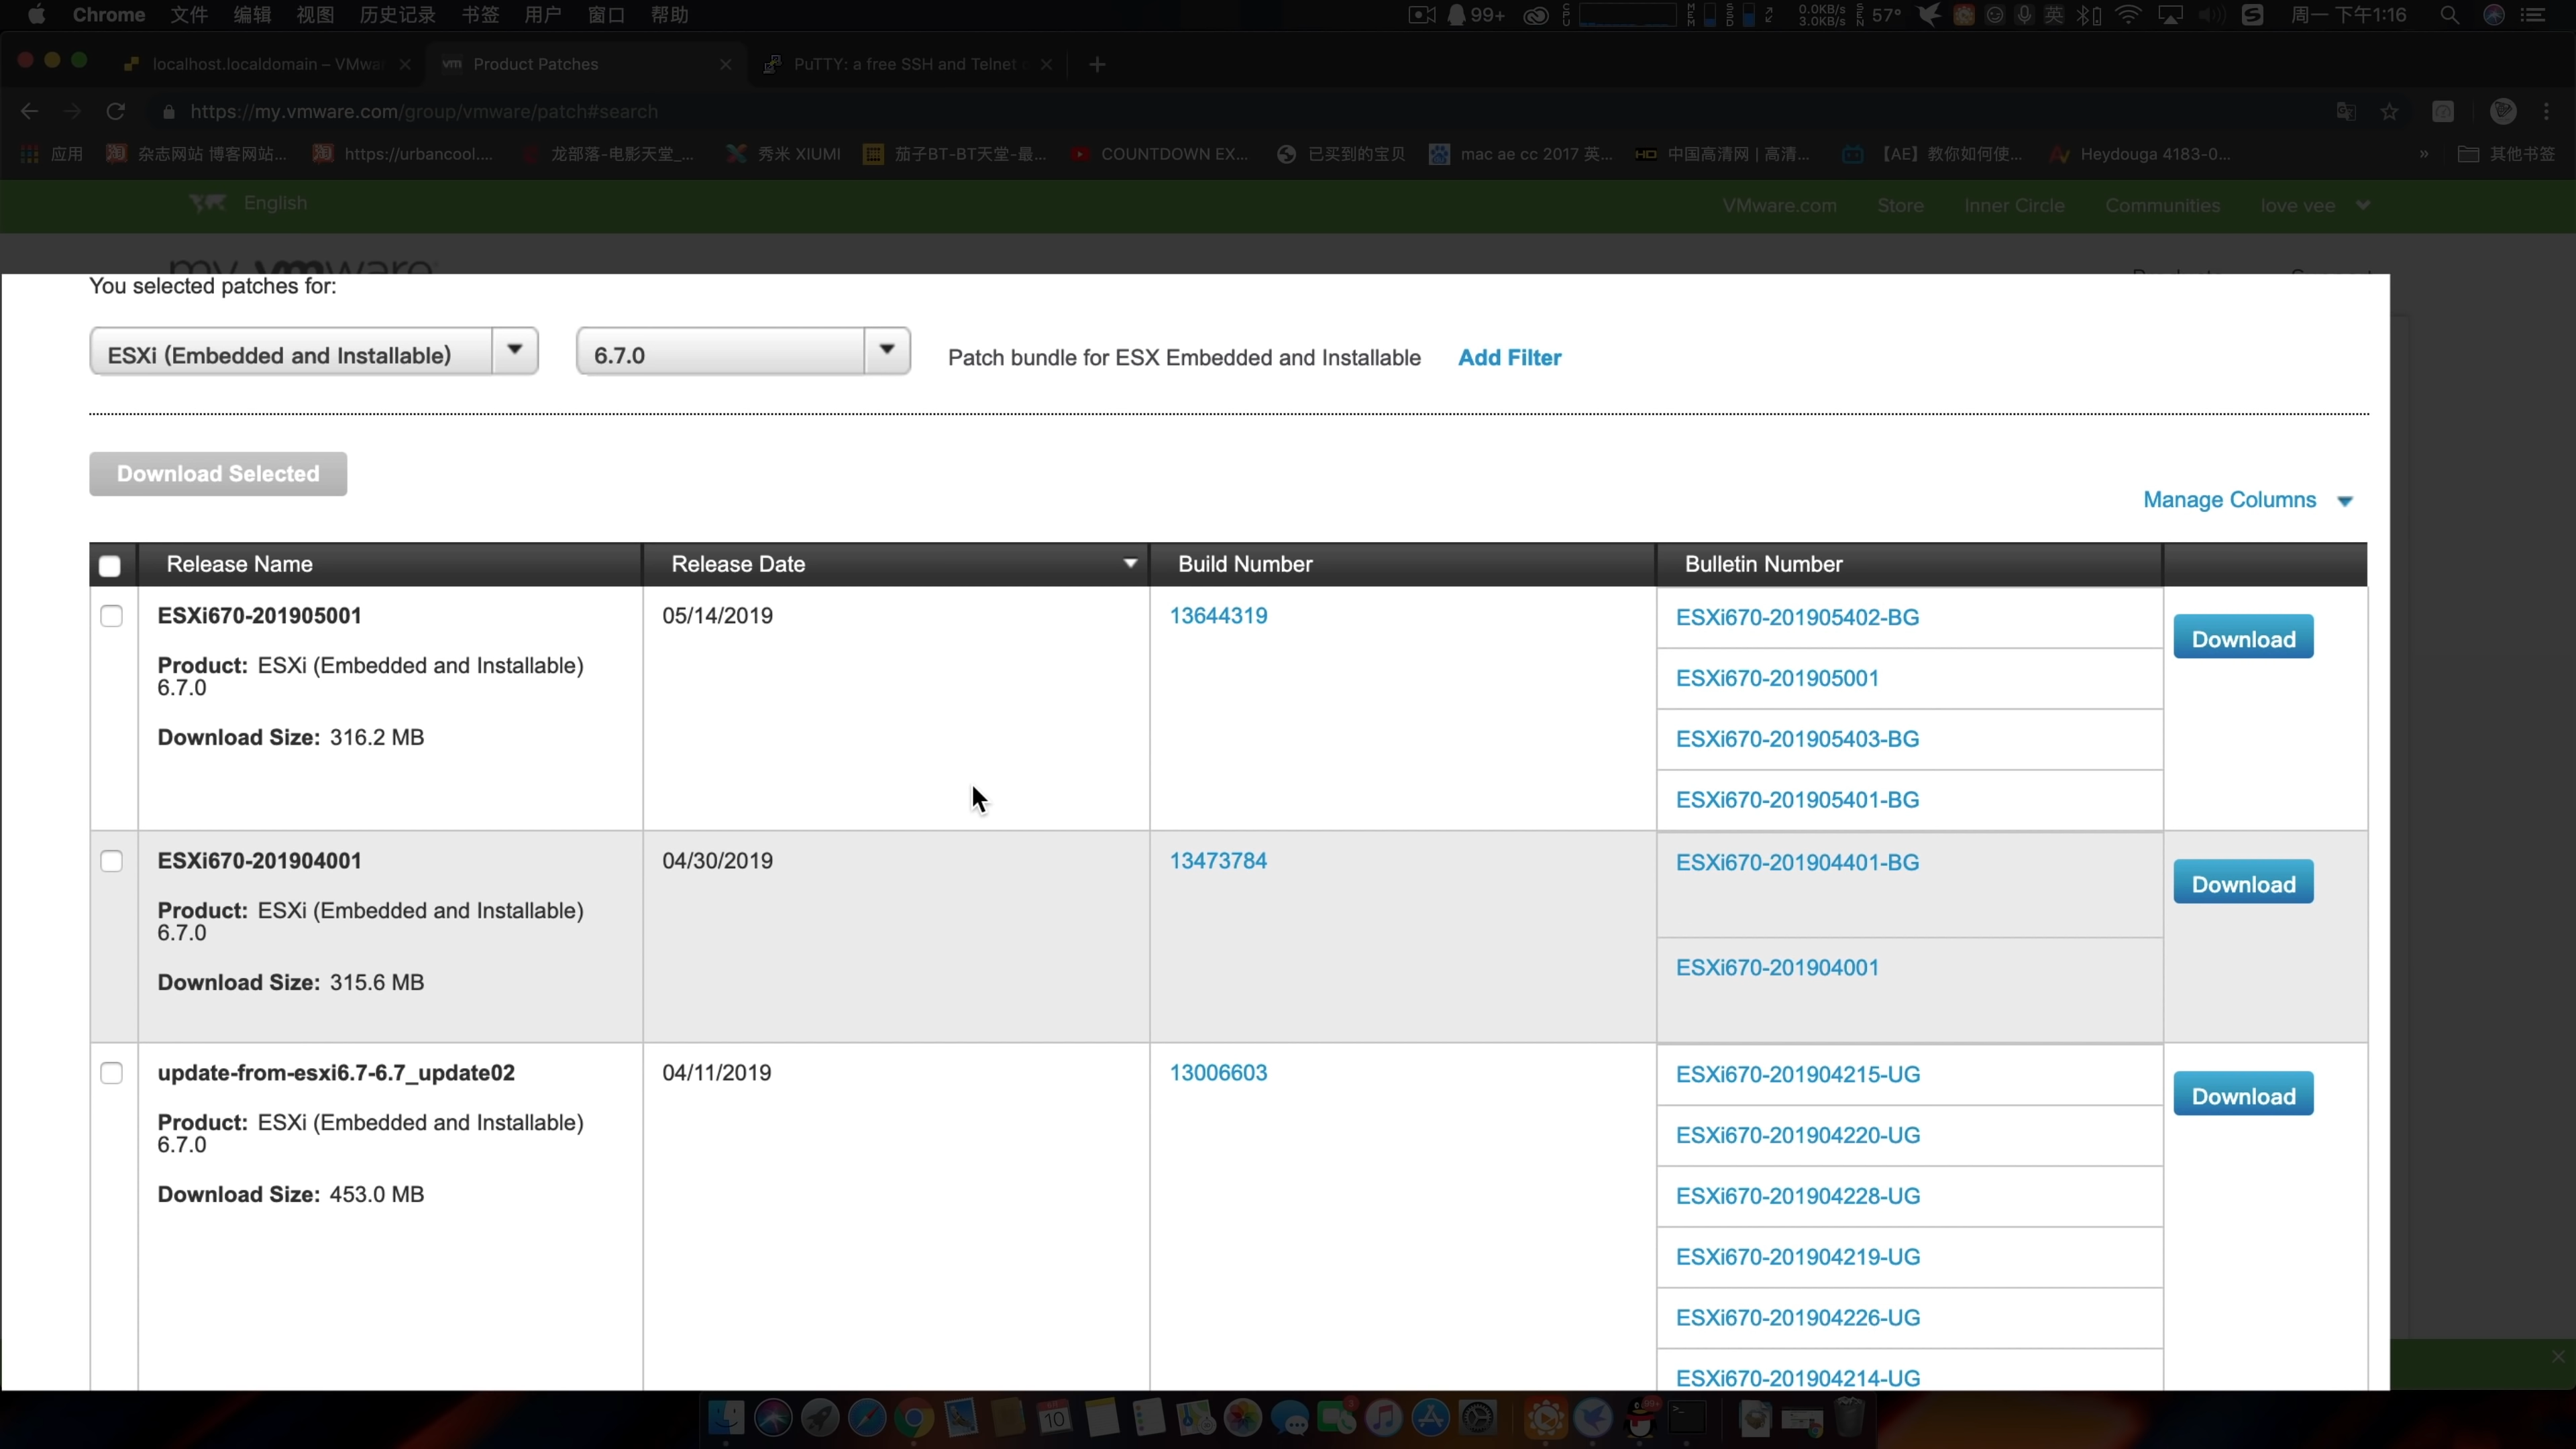 Chrome 文件 编辑 视图 历史记录 书签 用户 窗口 帮助 99+ 0.0KB/s 3.0KB/s 57° 英 周一 下午1:16
localhost.localdomain – VMwa Product Patches PuTTY: a free SSH and Telnet
https://my.vmware.com/group/vmware/patch#search
应用 杂志网站 博客网站... https://urbancool.... 龙部落-电影天堂_... 秀米 XIUMI 茄子BT-BT天堂-最... COUNTDOWN EX... 已买到的宝贝 mac ae cc 2017 英... 中国高清网 | 高清... 【AE】教你如何使... Heydouga 4183-0... » 其他书签
English VMware.com Store Inner Circle Communities love vee
my vmware
You selected patches for:
ESXi (Embedded and Installable) 6.7.0 Patch bundle for ESX Embedded and Installable Add Filter
Download Selected
Manage Columns
Release Name Release Date Build Number Bulletin Number
ESXi670-201905001 05/14/2019 13644319 ESXi670-201905402-BG Download
Product: ESXi (Embedded and Installable)
6.7.0
ESXi670-201905001
Download Size: 316.2 MB
ESXi670-201905403-BG
ESXi670-201905401-BG
ESXi670-201904001 04/30/2019 13473784 ESXi670-201904401-BG Download
Product: ESXi (Embedded and Installable)
6.7.0
ESXi670-201904001
Download Size: 315.6 MB
update-from-esxi6.7-6.7_update02 04/11/2019 13006603 ESXi670-201904215-UG Download
Product: ESXi (Embedded and Installable)
6.7.0
ESXi670-201904220-UG
Download Size: 453.0 MB
ESXi670-201904228-UG
ESXi670-201904219-UG
ESXi670-201904226-UG
ESXi670-201904214-UG
10